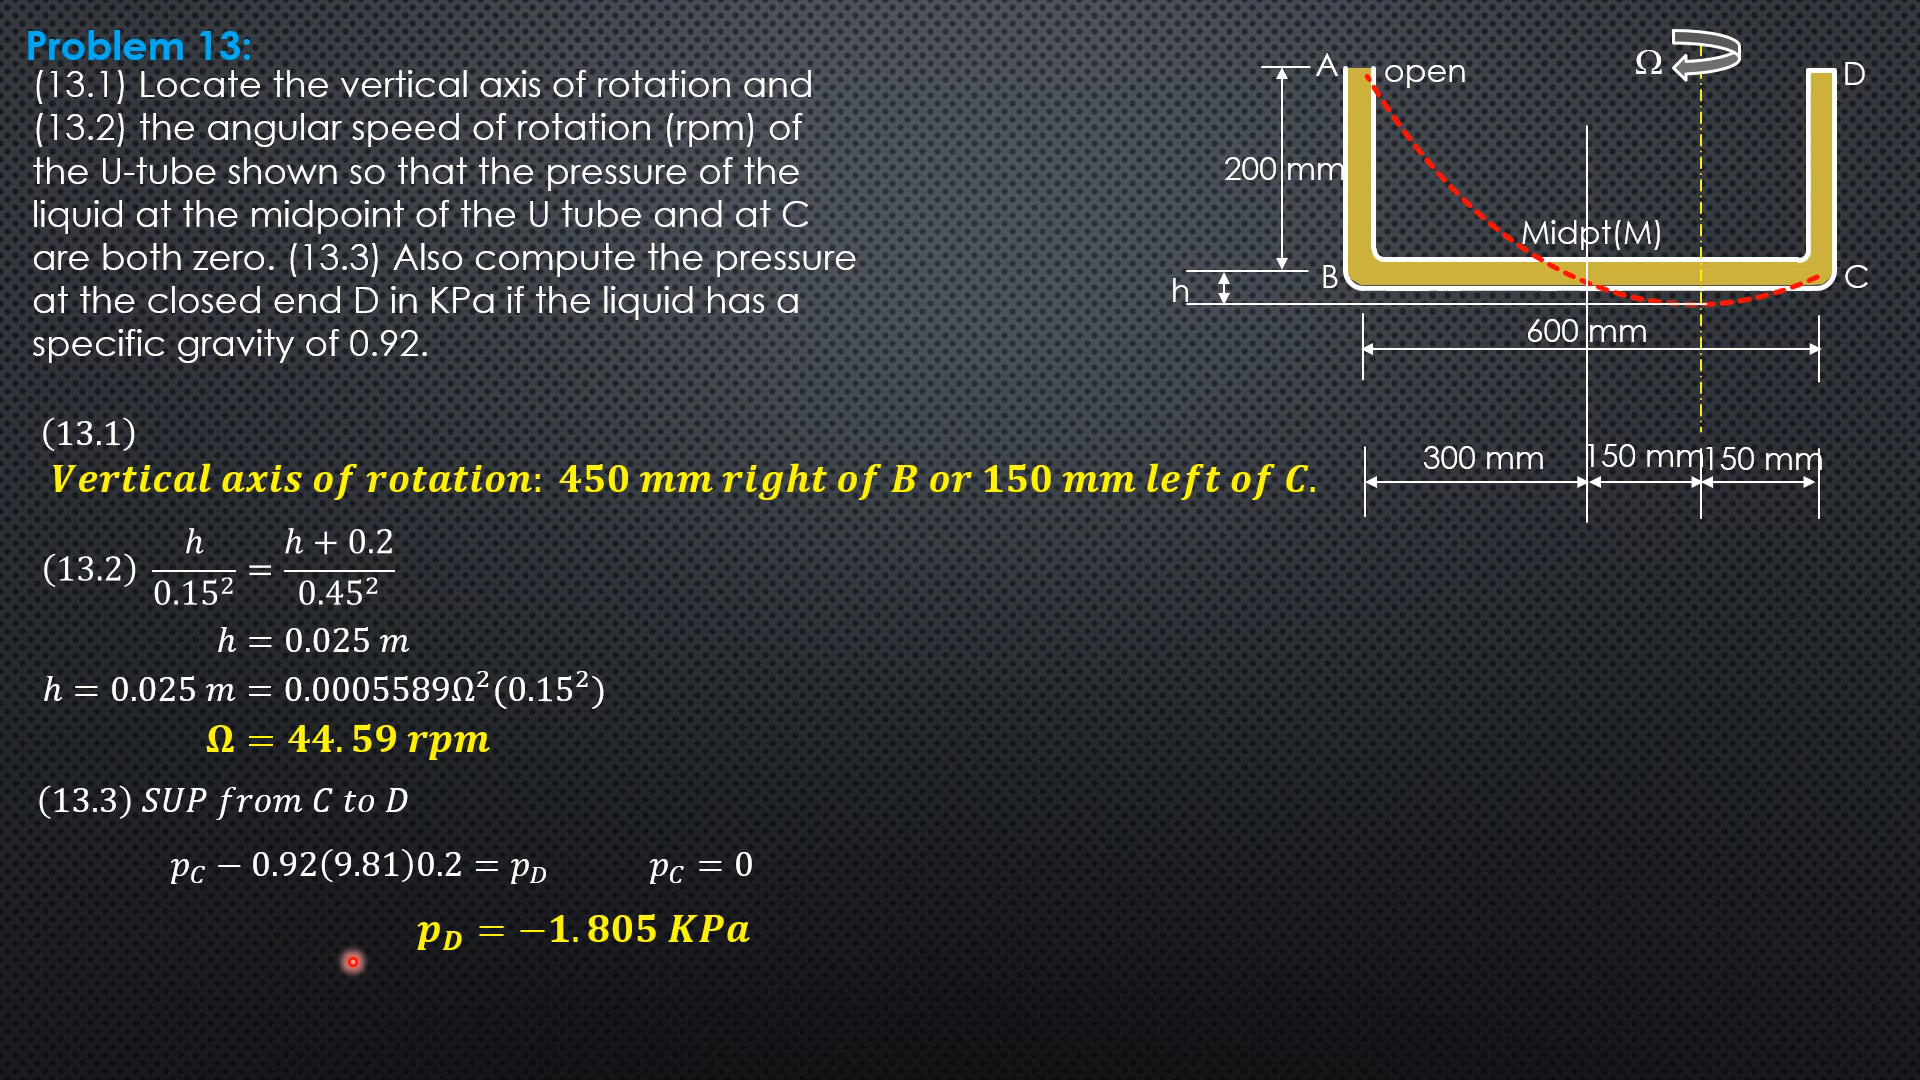 Problem 13:
(13.1) Locate the vertical axis of rotation and
(13.2) the angular speed of rotation (rpm) of
the U-tube shown so that the pressure of the
liquid at the midpoint of the U tube and at C
are both zero. (13.3) Also compute the pressure
at the closed end D in KPa if the liquid has a
specific gravity of 0.92.
A
open
Ω
D
200 mm
Midpt(M)
B
C
h
600 mm
300 mm
150 mm
150 mm
(13.1)
Vertical axis of rotation: 450 mm right of B or 150 mm left of C.
(13.2) h/0.15² = (h + 0.2)/0.45²
h = 0.025 m
h = 0.025 m = 0.0005589Ω²(0.15²)
Ω = 44.59 rpm
(13.3) SUP from C to D
p_C − 0.92(9.81)0.2 = p_D p_C = 0
p_D = −1.805 KPa